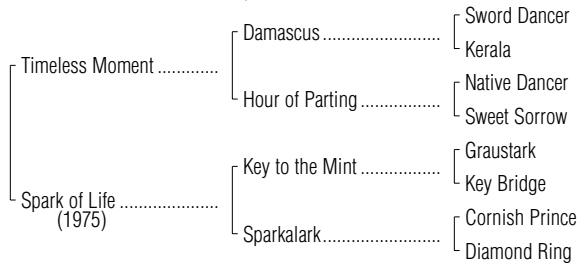 Sword Dancer
Damascus ..........................
Kerala
Timeless Moment .............
Native Dancer
Hour of Parting ..................
Sweet Sorrow
Graustark
Key to the Mint ..................
Key Bridge
Spark of Life ......................
(1975)
Cornish Prince
Sparkalark..........................
Diamond Ring